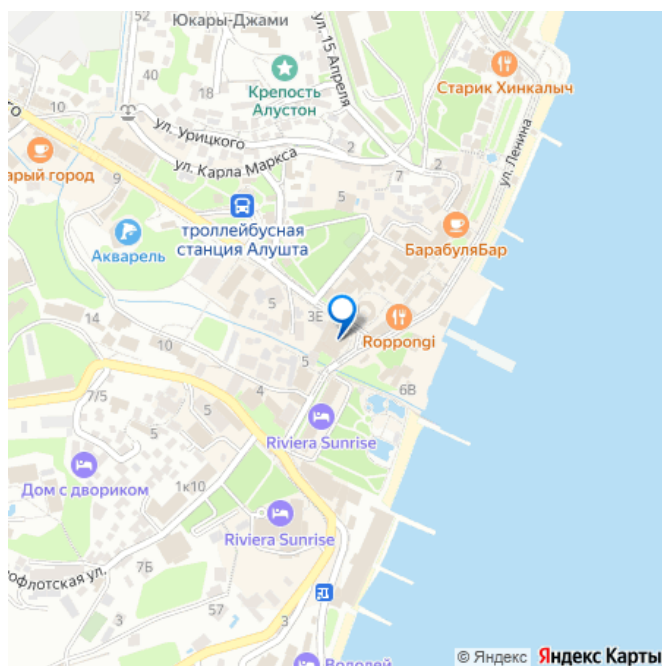 Юкары-Джами
52
40
18
Крепость
Алустон
ул. 15 Апреля
Старик Хинкалыч
10
ул. Урицкого
2
2
7
ул. Ленина
ул. Карла Маркса
арый город
9
5
троллейбусная
станция Алушта
Акварель
БарабуляБар
5
3Е
14
10
Roppongi
5
4
6В
7/5
5
5
Riviera Sunrise
Дом с двориком
1к10
Riviera Sunrise
7Б
офлотская ул.
3
57
Водолей
© Яндекс Яндекс Карты